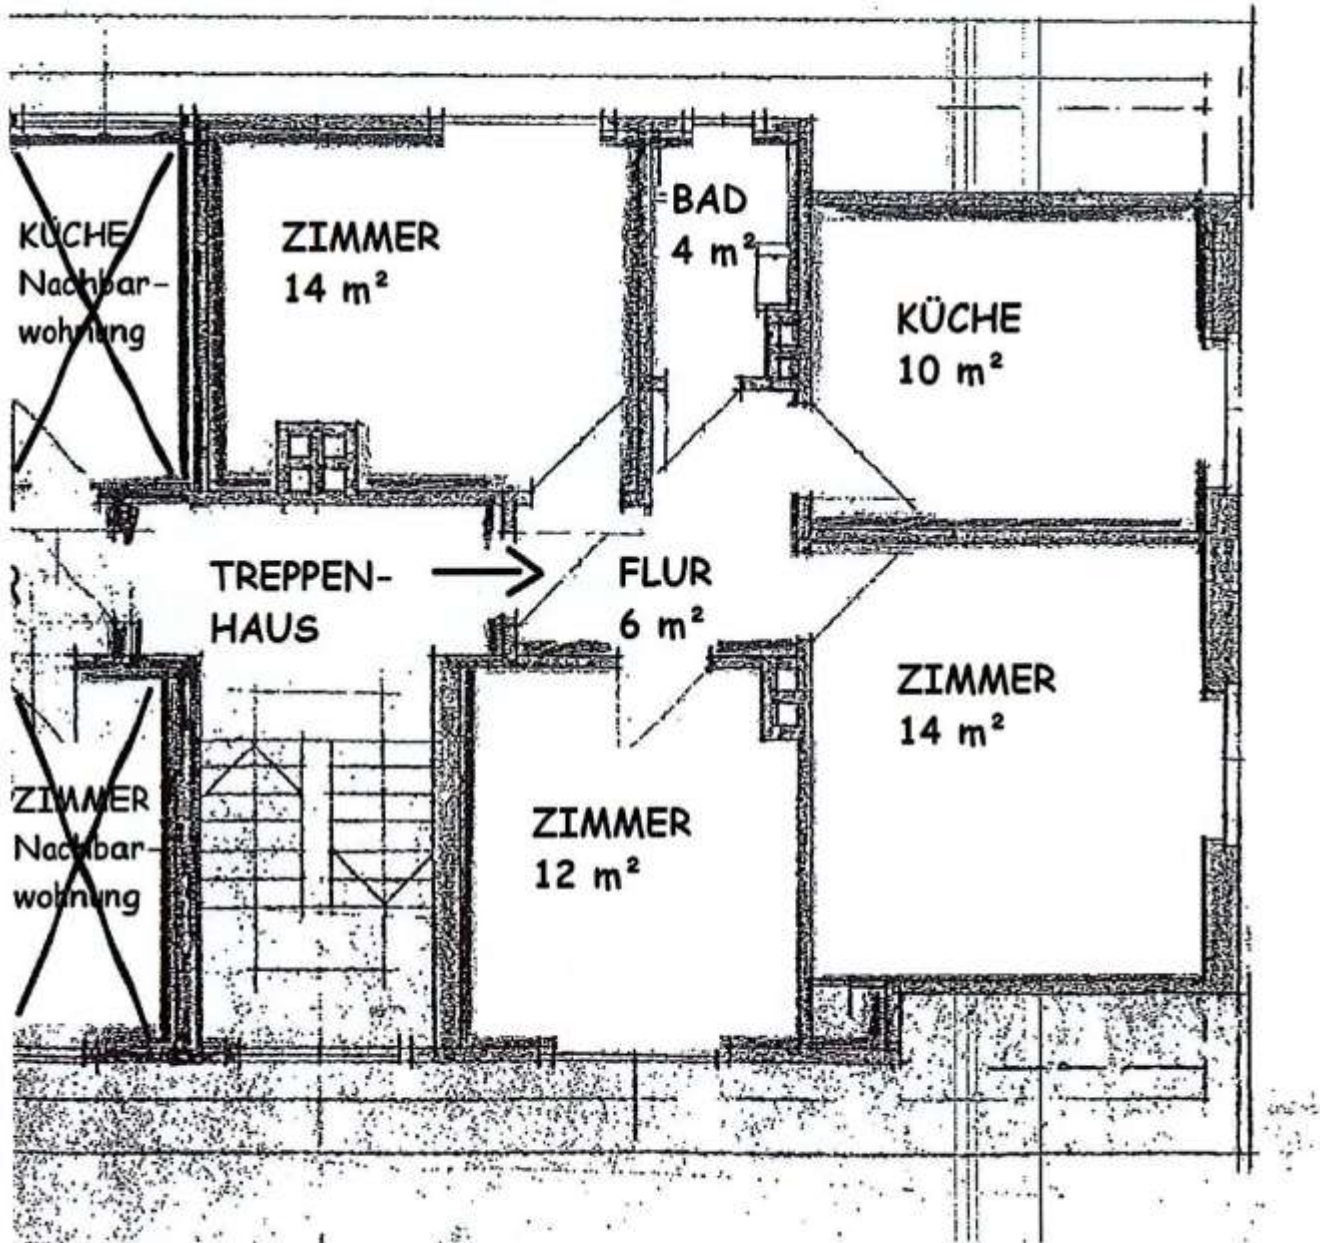 KÜCHE
Nachbar-
wohnung
ZIMMER
14 m²
BAD
4 m²
KÜCHE
10 m²
TREPPEN-
HAUS
FLUR
6 m²
ZIMMER
14 m²
ZIMMER
Nachbar-
wohnung
ZIMMER
12 m²